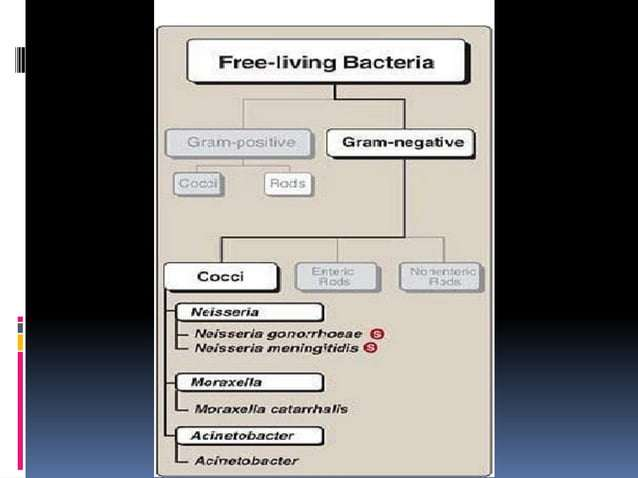 Free-living Bacteria
Gram-positive
Gram-negative
Cocci
Rods
Cocci
Enteric
Rods
Nonenteric
Rods
Neisseria
Neisseria gonorrhoeae S
Neisseria meningitidis S
Moraxella
Moraxella catarrhalis
Acinetobacter
Acinetobacter